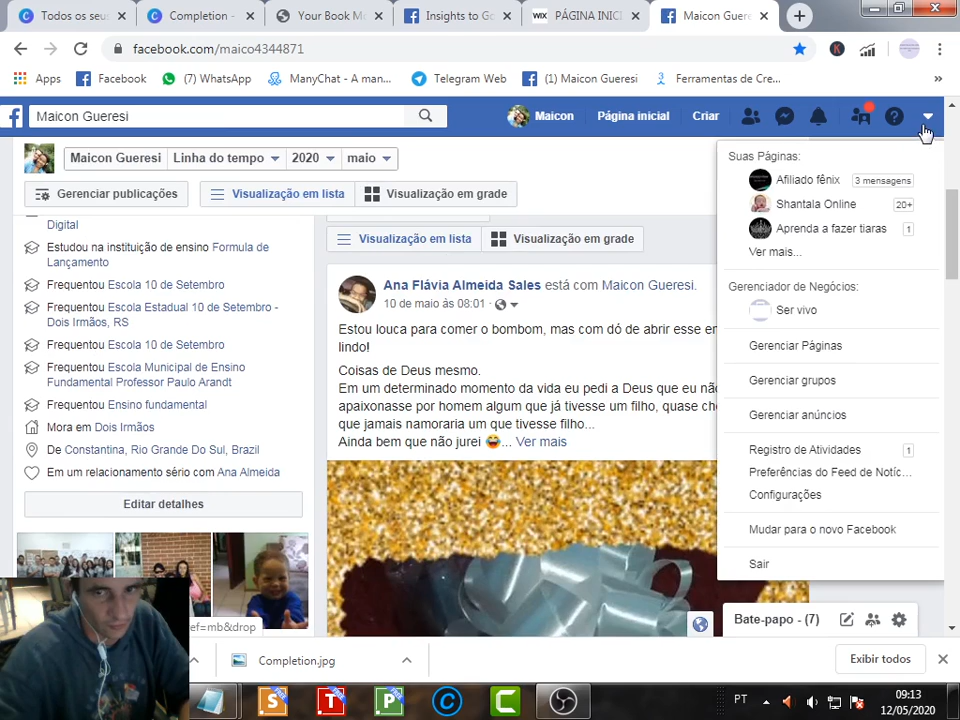 Todos os seu
Completion -
Your Book M
Insights to Go
WIX PÁGINA INIC
Maicon Guere
facebook.com/maico4344871
Apps
Facebook
(7) WhatsApp
ManyChat - A man...
Telegram Web
(1) Maicon Gueresi
Ferramentas de Cre...
»
Maicon Gueresi
Maicon
Página inicial
Criar
Maicon Gueresi
Linha do tempo
2020
maio
Gerenciar publicações
Visualização em lista
Visualização em grade
Digital
Estudou na instituição de ensino Formula de
Lançamento
Frequentou Escola 10 de Setembro
Frequentou Escola Estadual 10 de Setembro -
Dois Irmãos, RS
Frequentou Escola 10 de Setembro
Frequentou Escola Municipal de Ensino
Fundamental Professor Paulo Arandt
Frequentou Ensino fundamental
Mora em Dois Irmãos
De Constantina, Rio Grande Do Sul, Brazil
Em um relacionamento sério com Ana Almeida
Editar detalhes
Visualização em lista
Visualização em grade
Ana Flávia Almeida Sales está com Maicon Gueresi.
10 de maio às 08:01 ·
Estou louca para comer o bombom, mas com dó de abrir esse em
lindo!
Coisas de Deus mesmo.
Em um determinado momento da vida eu pedi a Deus que eu não
apaixonasse por homem algum que já tivesse um filho, quase che
que jamais namoraria um que tivesse filho...
Ainda bem que não jurei 😅... Ver mais
Suas Páginas:
Afiliado fênix 3 mensagens
Shantala Online 20+
Aprenda a fazer tiaras 1
Ver mais...
Gerenciador de Negócios:
Ser vivo
Gerenciar Páginas
Gerenciar grupos
Gerenciar anúncios
Registro de Atividades 1
Preferências do Feed de Notíc...
Configurações
Mudar para o novo Facebook
Sair
Bate-papo - (7)
ef=mb&drop
Completion.jpg
Exibir todos
S
T
P
C
PT
09:13
12/05/2020